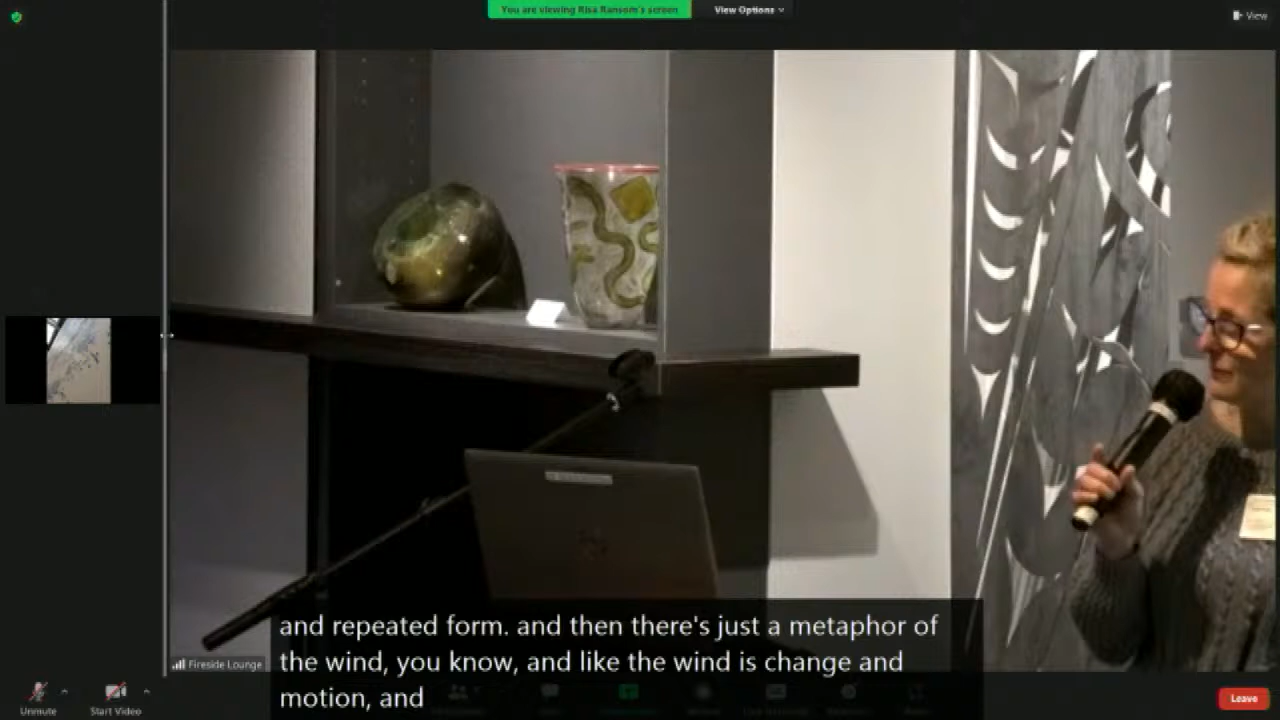 You are viewing Risa Ransom's screen
View Options
View
and repeated form. and then there's just a metaphor of
the wind, you know, and like the wind is change and
motion, and
Fireside Lounge
Unmute
Start Video
Leave